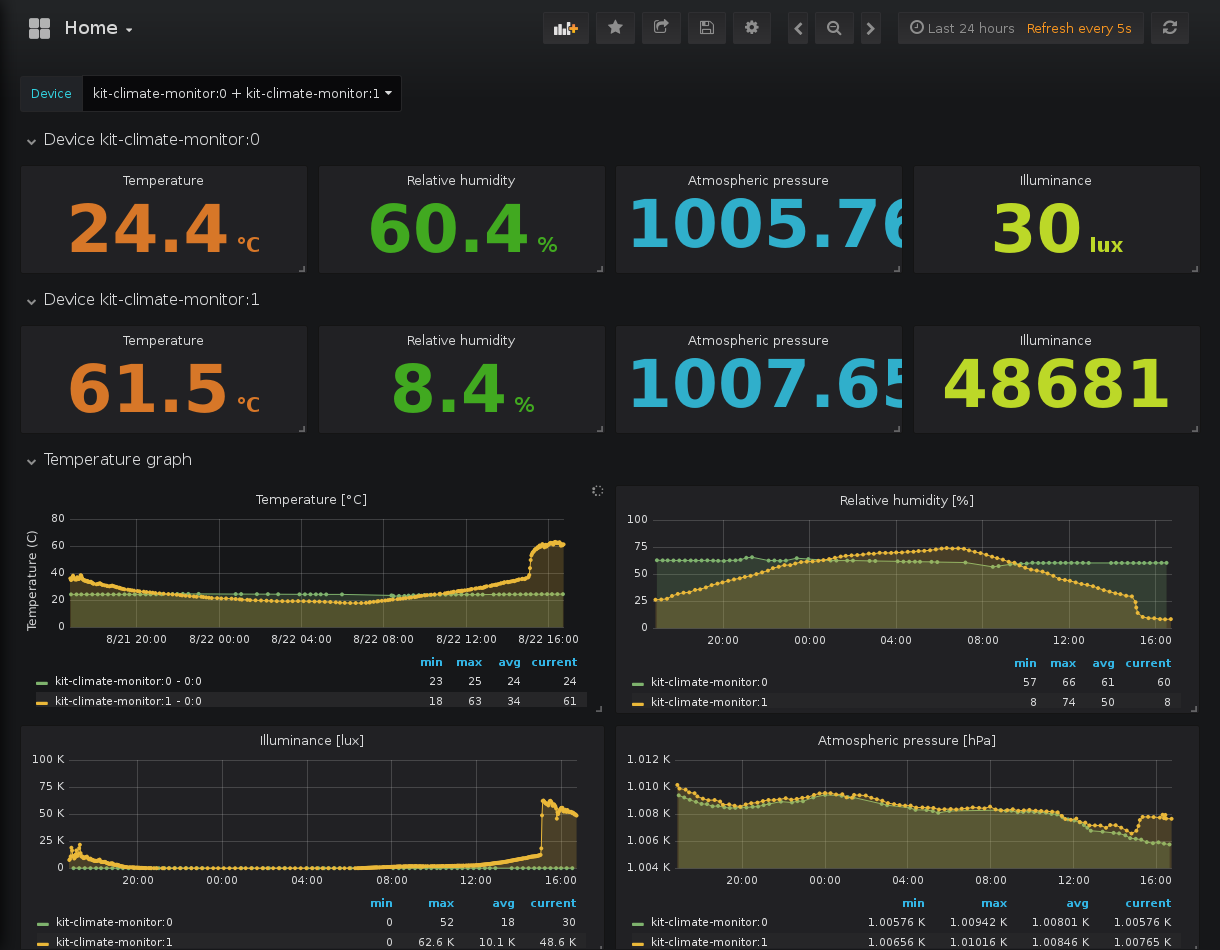 Home
Last 24 hours Refresh every 5s
Device kit-climate-monitor:0 + kit-climate-monitor:1
Device kit-climate-monitor:0
Temperature Relative humidity Atmospheric pressure Illuminance
24.4 °C 60.4 % 1005.76 30 lux
Device kit-climate-monitor:1
Temperature Relative humidity Atmospheric pressure Illuminance
61.5 °C 8.4 % 1007.65 48681
Temperature graph
Temperature [°C]
Temperature (C)
80
60
40
20
0
8/21 20:00 8/22 00:00 8/22 04:00 8/22 08:00 8/22 12:00 8/22 16:00
min max avg current
kit-climate-monitor:0 - 0:0 23 25 24 24
kit-climate-monitor:1 - 0:0 18 63 34 61
Relative humidity [%]
100
75
50
25
0
20:00 00:00 04:00 08:00 12:00 16:00
min max avg current
kit-climate-monitor:0 57 66 61 60
kit-climate-monitor:1 8 74 50 8
Illuminance [lux]
100 K
75 K
50 K
25 K
0
20:00 00:00 04:00 08:00 12:00 16:00
min max avg current
kit-climate-monitor:0 0 52 18 30
kit-climate-monitor:1 0 62.6 K 10.1 K 48.6 K
Atmospheric pressure [hPa]
1.012 K
1.010 K
1.008 K
1.006 K
1.004 K
20:00 00:00 04:00 08:00 12:00 16:00
min max avg current
kit-climate-monitor:0 1.00576 K 1.00942 K 1.00801 K 1.00576 K
kit-climate-monitor:1 1.00656 K 1.01016 K 1.00846 K 1.00765 K